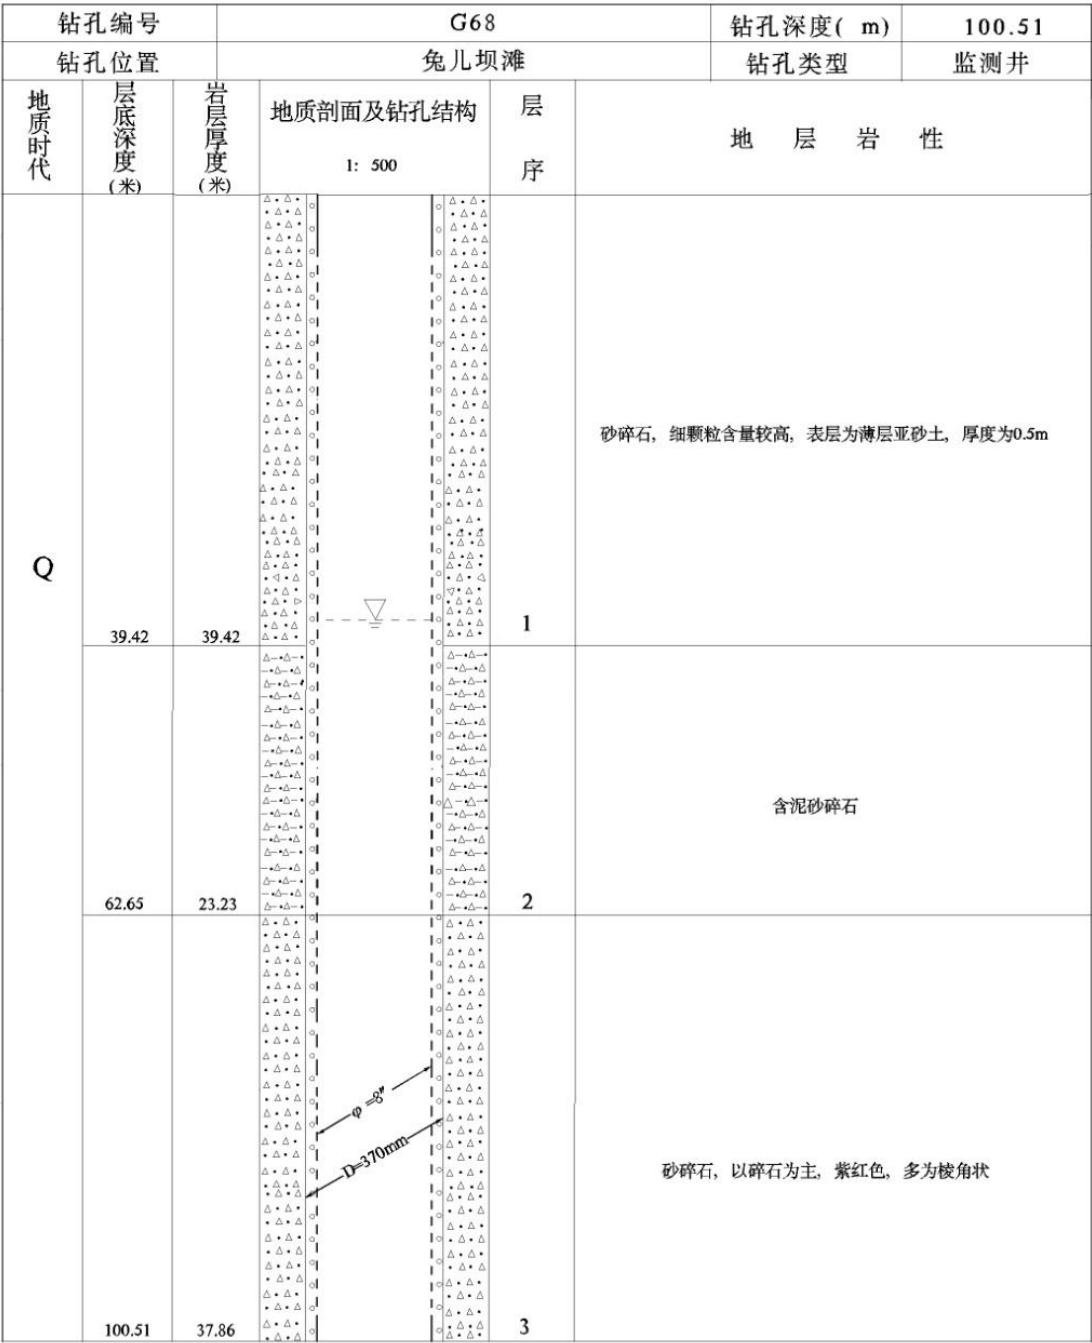 钻孔编号 G68 钻孔深度( m) 100.51
钻孔位置 兔儿坝滩 钻孔类型 监测井
地质时代 层底深度(米) 岩层厚度(米) 地质剖面及钻孔结构 1: 500 层序 地层岩性
砂碎石，细颗粒含量较高，表层为薄层亚砂土，厚度为0.5m
Q
39.42 39.42 1
含泥砂碎石
62.65 23.23 2
φ=8"
D=370mm
砂碎石，以碎石为主，紫红色，多为棱角状
100.51 37.86 3